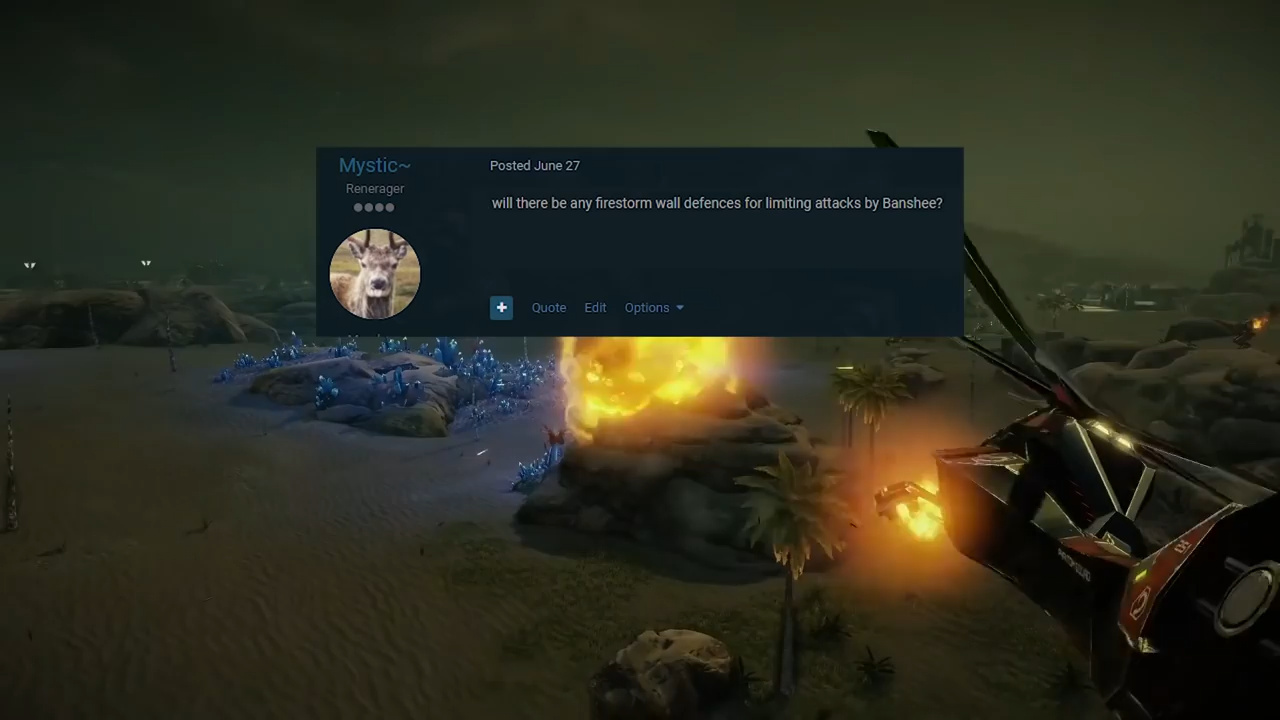 Mystic~
Posted June 27
Renerager
will there be any firestorm wall defences for limiting attacks by Banshee?
Quote
Edit
Options